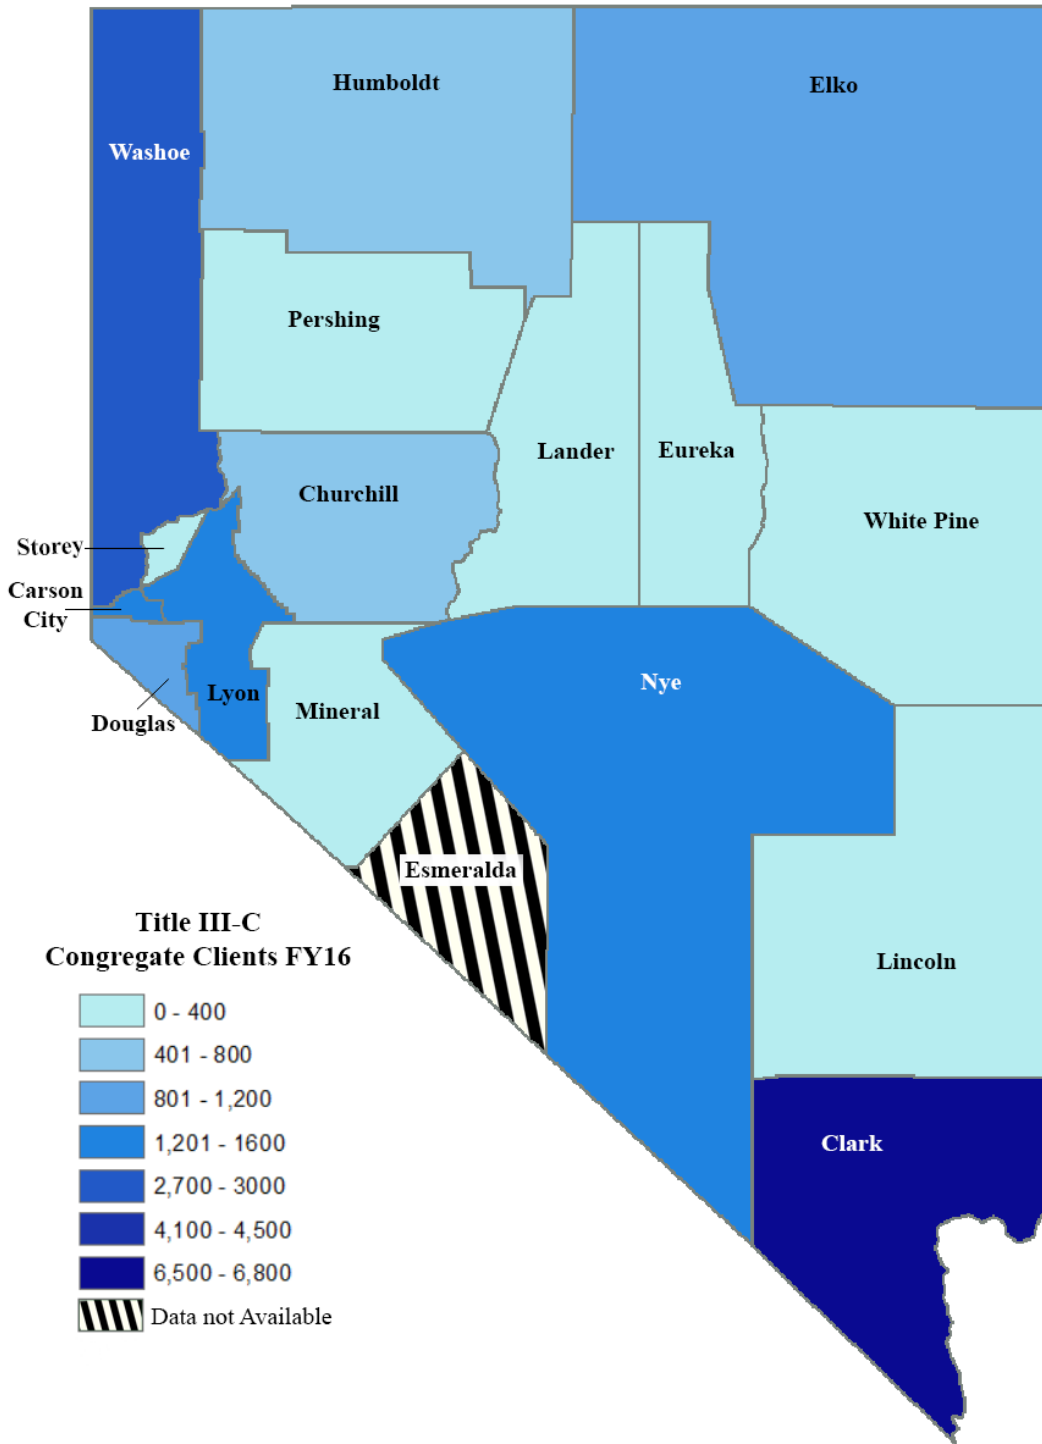 Humboldt
Elko
Washoe
Pershing
Lander
Eureka
Churchill
White Pine
Storey
Carson
City
Nye
Lyon
Mineral
Douglas
Esmeralda
Lincoln
Clark
Title III-C
Congregate Clients FY16
0 - 400
401 - 800
801 - 1,200
1,201 - 1600
2,700 - 3000
4,100 - 4,500
6,500 - 6,800
Data not Available